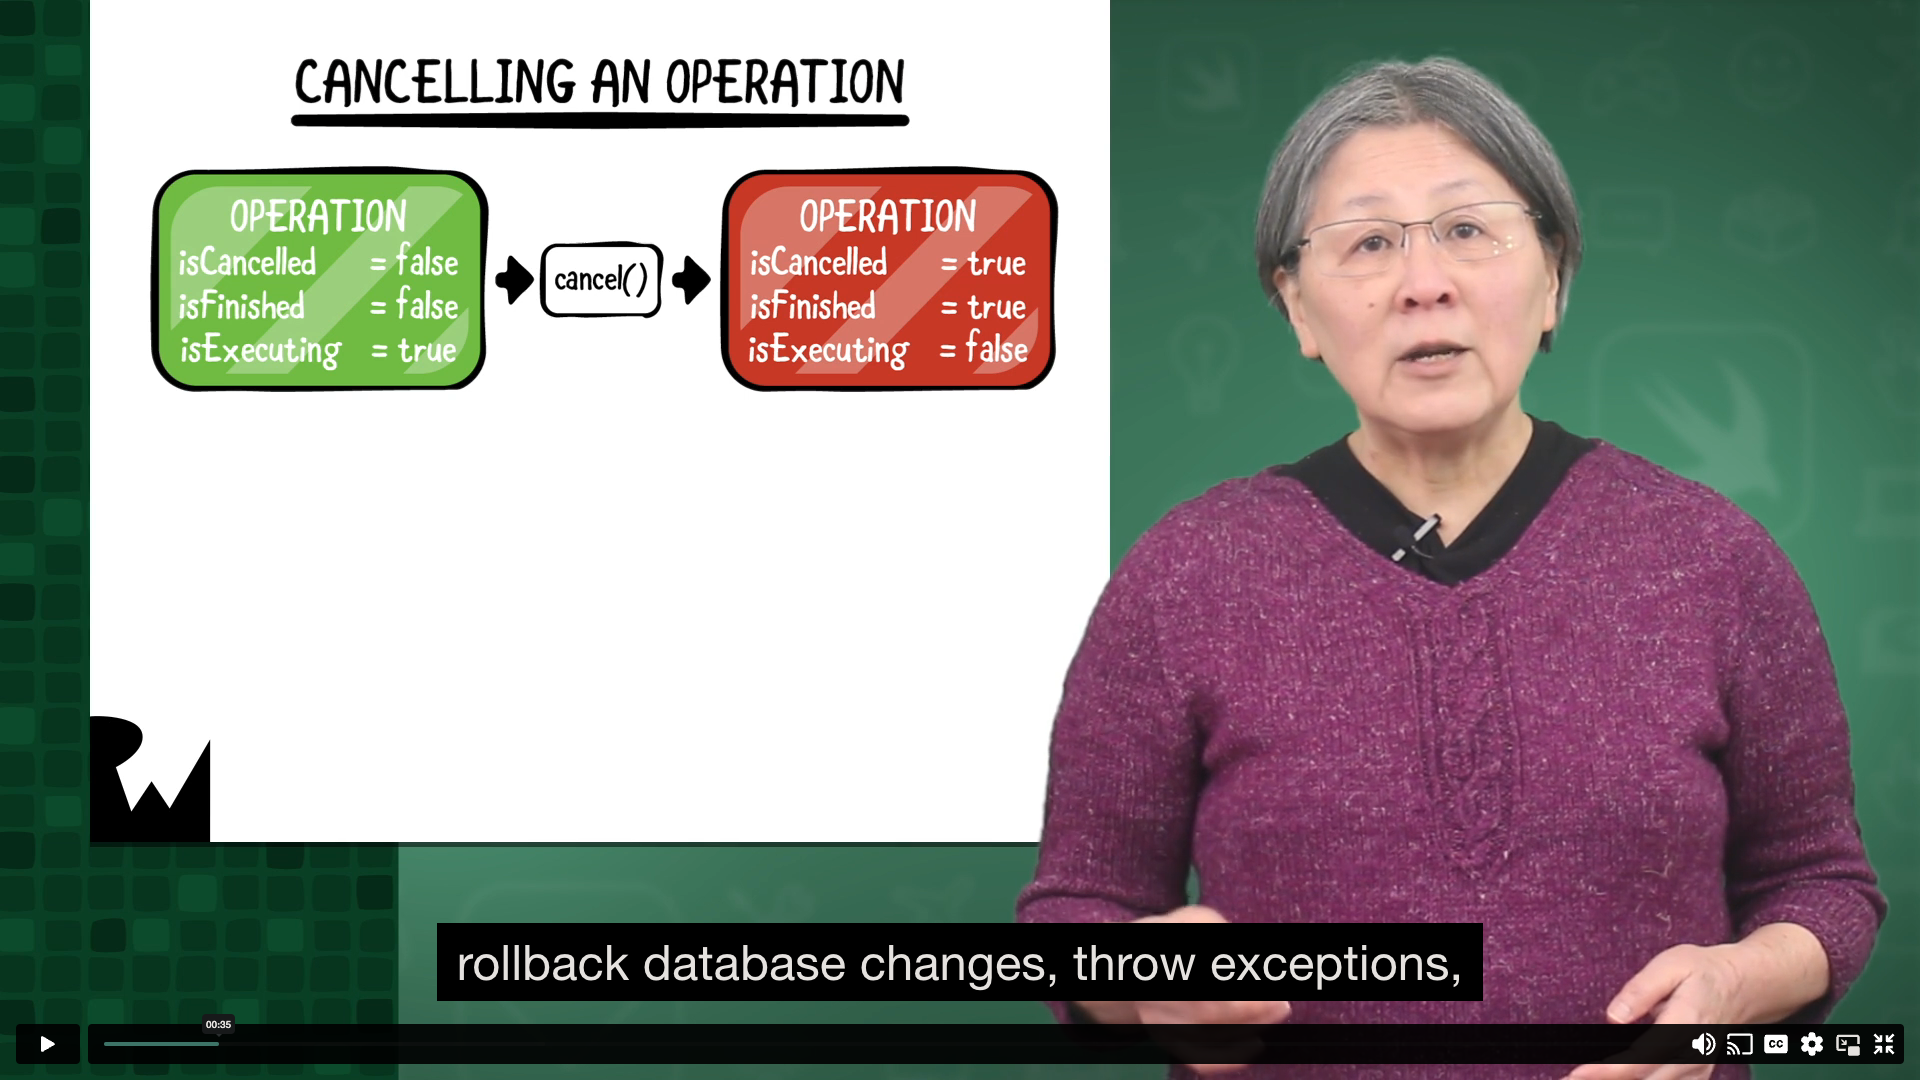 CANCELLING AN OPERATION
OPERATION
isCancelled = false
isFinished = false
isExecuting = true
cancel()
OPERATION
isCancelled = true
isFinished = true
isExecuting = false
RW
rollback database changes, throw exceptions,
00:35
CC